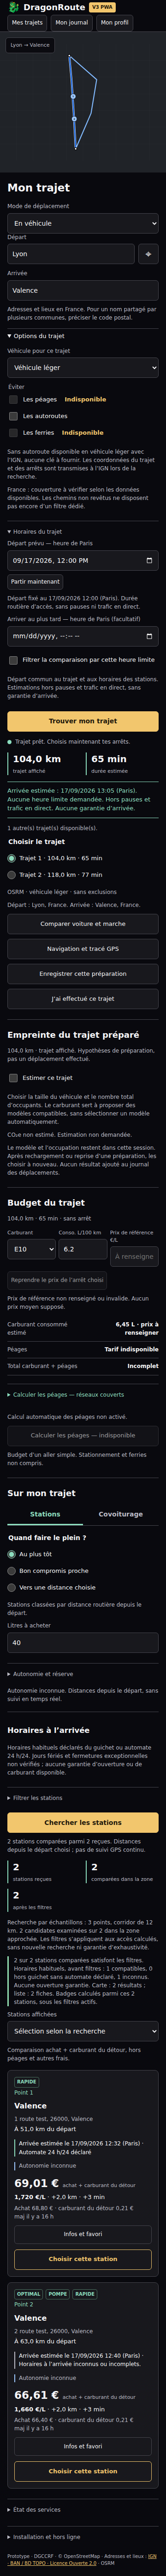 DragonRoute V3 PWA
Mes trajets
Mon journal
Mon profil
Lyon → Valence
Mon trajet
Mode de déplacement
En véhicule
Départ
Lyon
Arrivée
Valence
Adresses et lieux en France. Pour un nom partagé par
plusieurs communes, préciser le code postal.
▼ Options du trajet
Véhicule pour ce trajet
Véhicule léger
Éviter
Les péages Indisponible
Les autoroutes
Les ferries Indisponible
Sans autoroute disponible en véhicule léger avec
l'IGN, aucune clé à fournir. Les coordonnées du trajet
et des arrêts sont transmises à l'IGN lors de la
recherche.
France : couverture à vérifier selon les données
disponibles. Les chemins non revêtus ne disposent
pas encore d'un filtre dédié.
▼ Horaires du trajet
Départ prévu — heure de Paris
09/17/2026, 12:00 PM
Partir maintenant
Départ fixé au 17/09/2026 12:00 (Paris). Durée
routière d'accès, sans pauses ni trafic en direct.
Arriver au plus tard — heure de Paris (facultatif)
mm/dd/yyyy, --:-- --
Filtrer la comparaison par cette heure limite
Départ commun au trajet et aux horaires des stations.
Estimations hors pauses et trafic en direct, sans
garantie d'arrivée.
Trouver mon trajet
Trajet prêt. Choisis maintenant tes arrêts.
104,0 km
trajet affiché
65 min
durée estimée
Arrivée estimée : 17/09/2026 13:05 (Paris).
Aucune heure limite demandée. Hors pauses et
trafic en direct. Aucune garantie d'arrivée.
1 autre(s) trajet(s) disponible(s).
Choisir le trajet
Trajet 1 · 104,0 km · 65 min
Trajet 2 · 118,0 km · 77 min
OSRM · véhicule léger · sans exclusions
Départ : Lyon, France. Arrivée : Valence, France.
Comparer voiture et marche
Navigation et tracé GPS
Enregistrer cette préparation
J'ai effectué ce trajet
Empreinte du trajet préparé
104,0 km · trajet affiché. Hypothèses de préparation,
pas un déplacement effectué.
Estimer ce trajet
Choisir la taille du véhicule et le nombre total
d'occupants. Le carburant sert à proposer des
modèles compatibles, sans sélectionner un modèle
automatiquement.
CO₂e non estimé. Estimation non demandée.
Le modèle et l'occupation restent dans cette session.
Après rechargement ou reprise d'une préparation, les
choisir à nouveau. Aucun résultat ajouté au journal
des déplacements.
Budget du trajet
104,0 km · 65 min · sans arrêt
Carburant
Conso. L/100 km
Prix de référence
€/L
E10
6.2
À renseigne
Reprendre le prix de l'arrêt choisi
Prix de référence non renseigné ou invalide. Aucun
prix moyen supposé.
Carburant consommé
estimé
6,45 L · prix à
renseigner
Péages
Tarif indisponible
Total carburant + péages
Incomplet
▶ Calculer les péages — réseaux couverts
Calcul automatique des péages non activé.
Calculer les péages — indisponible
Budget d'un aller simple. Stationnement et ferries
non compris.
Sur mon trajet
Stations
Covoiturage
Quand faire le plein ?
Au plus tôt
Bon compromis proche
Vers une distance choisie
Stations classées par distance routière depuis le
départ.
Litres à acheter
40
▶ Autonomie et réserve
Autonomie inconnue. Distances depuis le départ, sans
suivi en temps réel.
Horaires à l'arrivée
Horaires habituels déclarés du guichet ou automate
24 h/24. Jours fériés et fermetures exceptionnelles
non vérifiés ; aucune garantie d'ouverture ou de
carburant disponible.
▶ Filtrer les stations
Chercher les stations
2 stations comparées parmi 2 reçues. Distances
depuis le départ choisi ; pas de suivi GPS continu.
2
stations reçues
2
comparées dans la zone
2
après les filtres
Recherche par échantillons : 3 points, corridor de 12
km. 2 candidatas examinées sur 2 dans la zone
approchée. Les filtres s'appliquent aux accès calculés,
sans nouvelle recherche ni garantie d'exhaustivité.
2 sur 2 stations comparées satisfont les filtres.
Horaires habituels, avant filtres : 1 compatibles, 0
hors guichet sans automate déclaré, 1 inconnus.
Aucune ouverture garantie. Carte : 2 résultats ;
liste : 2 fiches. Badges calculés parmi ces 2
stations, sous les filtres actifs.
Stations affichées
Sélection selon la recherche
Comparaison achat + carburant du détour, hors
péages et autres frais.
RAPIDE
Point 1
Valence
1 route test, 26000, Valence
À 51,0 km du départ
Arrivée estimée le 17/09/2026 12:32 (Paris) ·
Automate 24 h/24 déclaré
Autonomie inconnue
69,01 € achat + carburant du détour
1,720 €/L · +2,0 km · +3 min
Achat 68,80 € · carburant du détour 0,21 €
maj il y a 16 h
Infos et favori
Choisir cette station
OPTIMAL
POMPE
RAPIDE
Point 2
Valence
2 route test, 26000, Valence
À 63,0 km du départ
Arrivée estimée le 17/09/2026 12:40 (Paris) ·
Horaires à l'arrivée inconnus ou incomplets.
Autonomie inconnue
66,61 € achat + carburant du détour
1,660 €/L · +2,0 km · +3 min
Achat 66,40 € · carburant du détour 0,21 €
maj il y a 16 h
Infos et favori
Choisir cette station
▶ État des services
▶ Installation et hors ligne
Prototype · DGCCRF · © OpenStreetMap · Adresses et lieux : IGN
· BAN / BD TOPO · Licence Ouverte 2.0 · OSRM